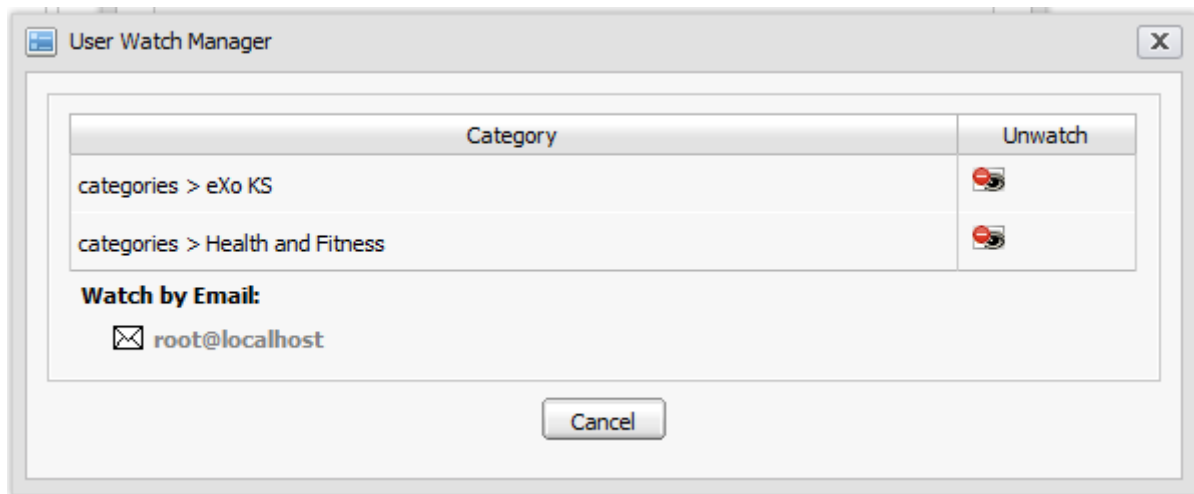 User Watch Manager
Category Unwatch
categories > eXo KS
categories > Health and Fitness
Watch by Email:
root@localhost
Cancel